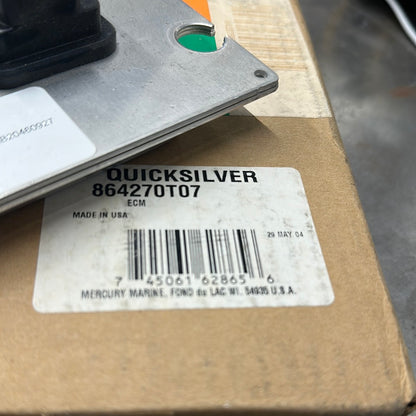 820460927
QUICKSILVER
864270T07
ECM
MADE IN USA
29 MAY 04
7 45061 62865 6
MERCURY MARINE, FOND du LAC WI. 54935 U.S.A.